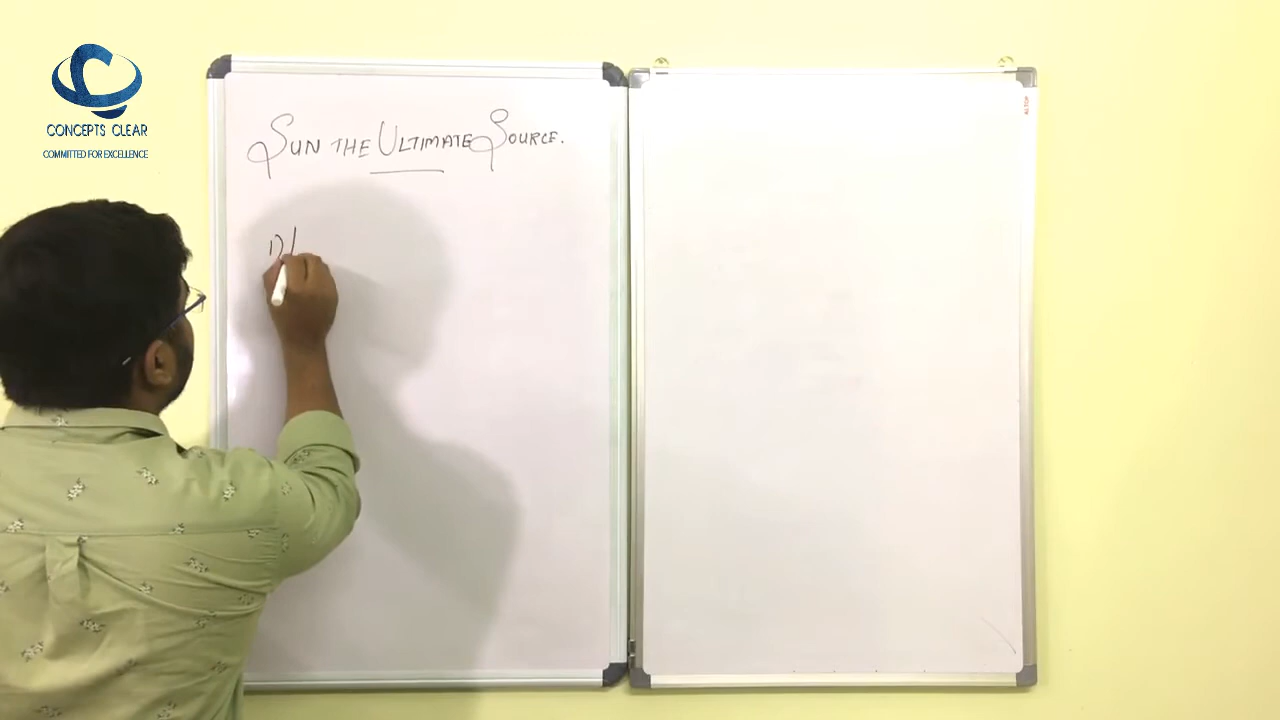 CONCEPTS CLEAR
COMMITTED FOR EXCELLENCE
SUN THE ULTIMATE SOURCE.